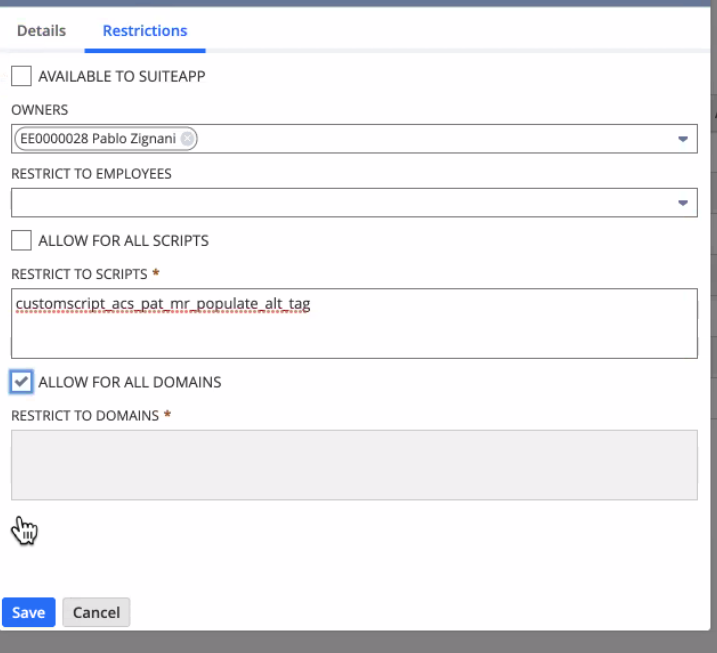 Details Restrictions
AVAILABLE TO SUITEAPP
OWNERS
EE0000028 Pablo Zignani
RESTRICT TO EMPLOYEES
ALLOW FOR ALL SCRIPTS
RESTRICT TO SCRIPTS *
customscript_acs_pat_mr_populate_alt_tag
ALLOW FOR ALL DOMAINS
RESTRICT TO DOMAINS *
Save Cancel